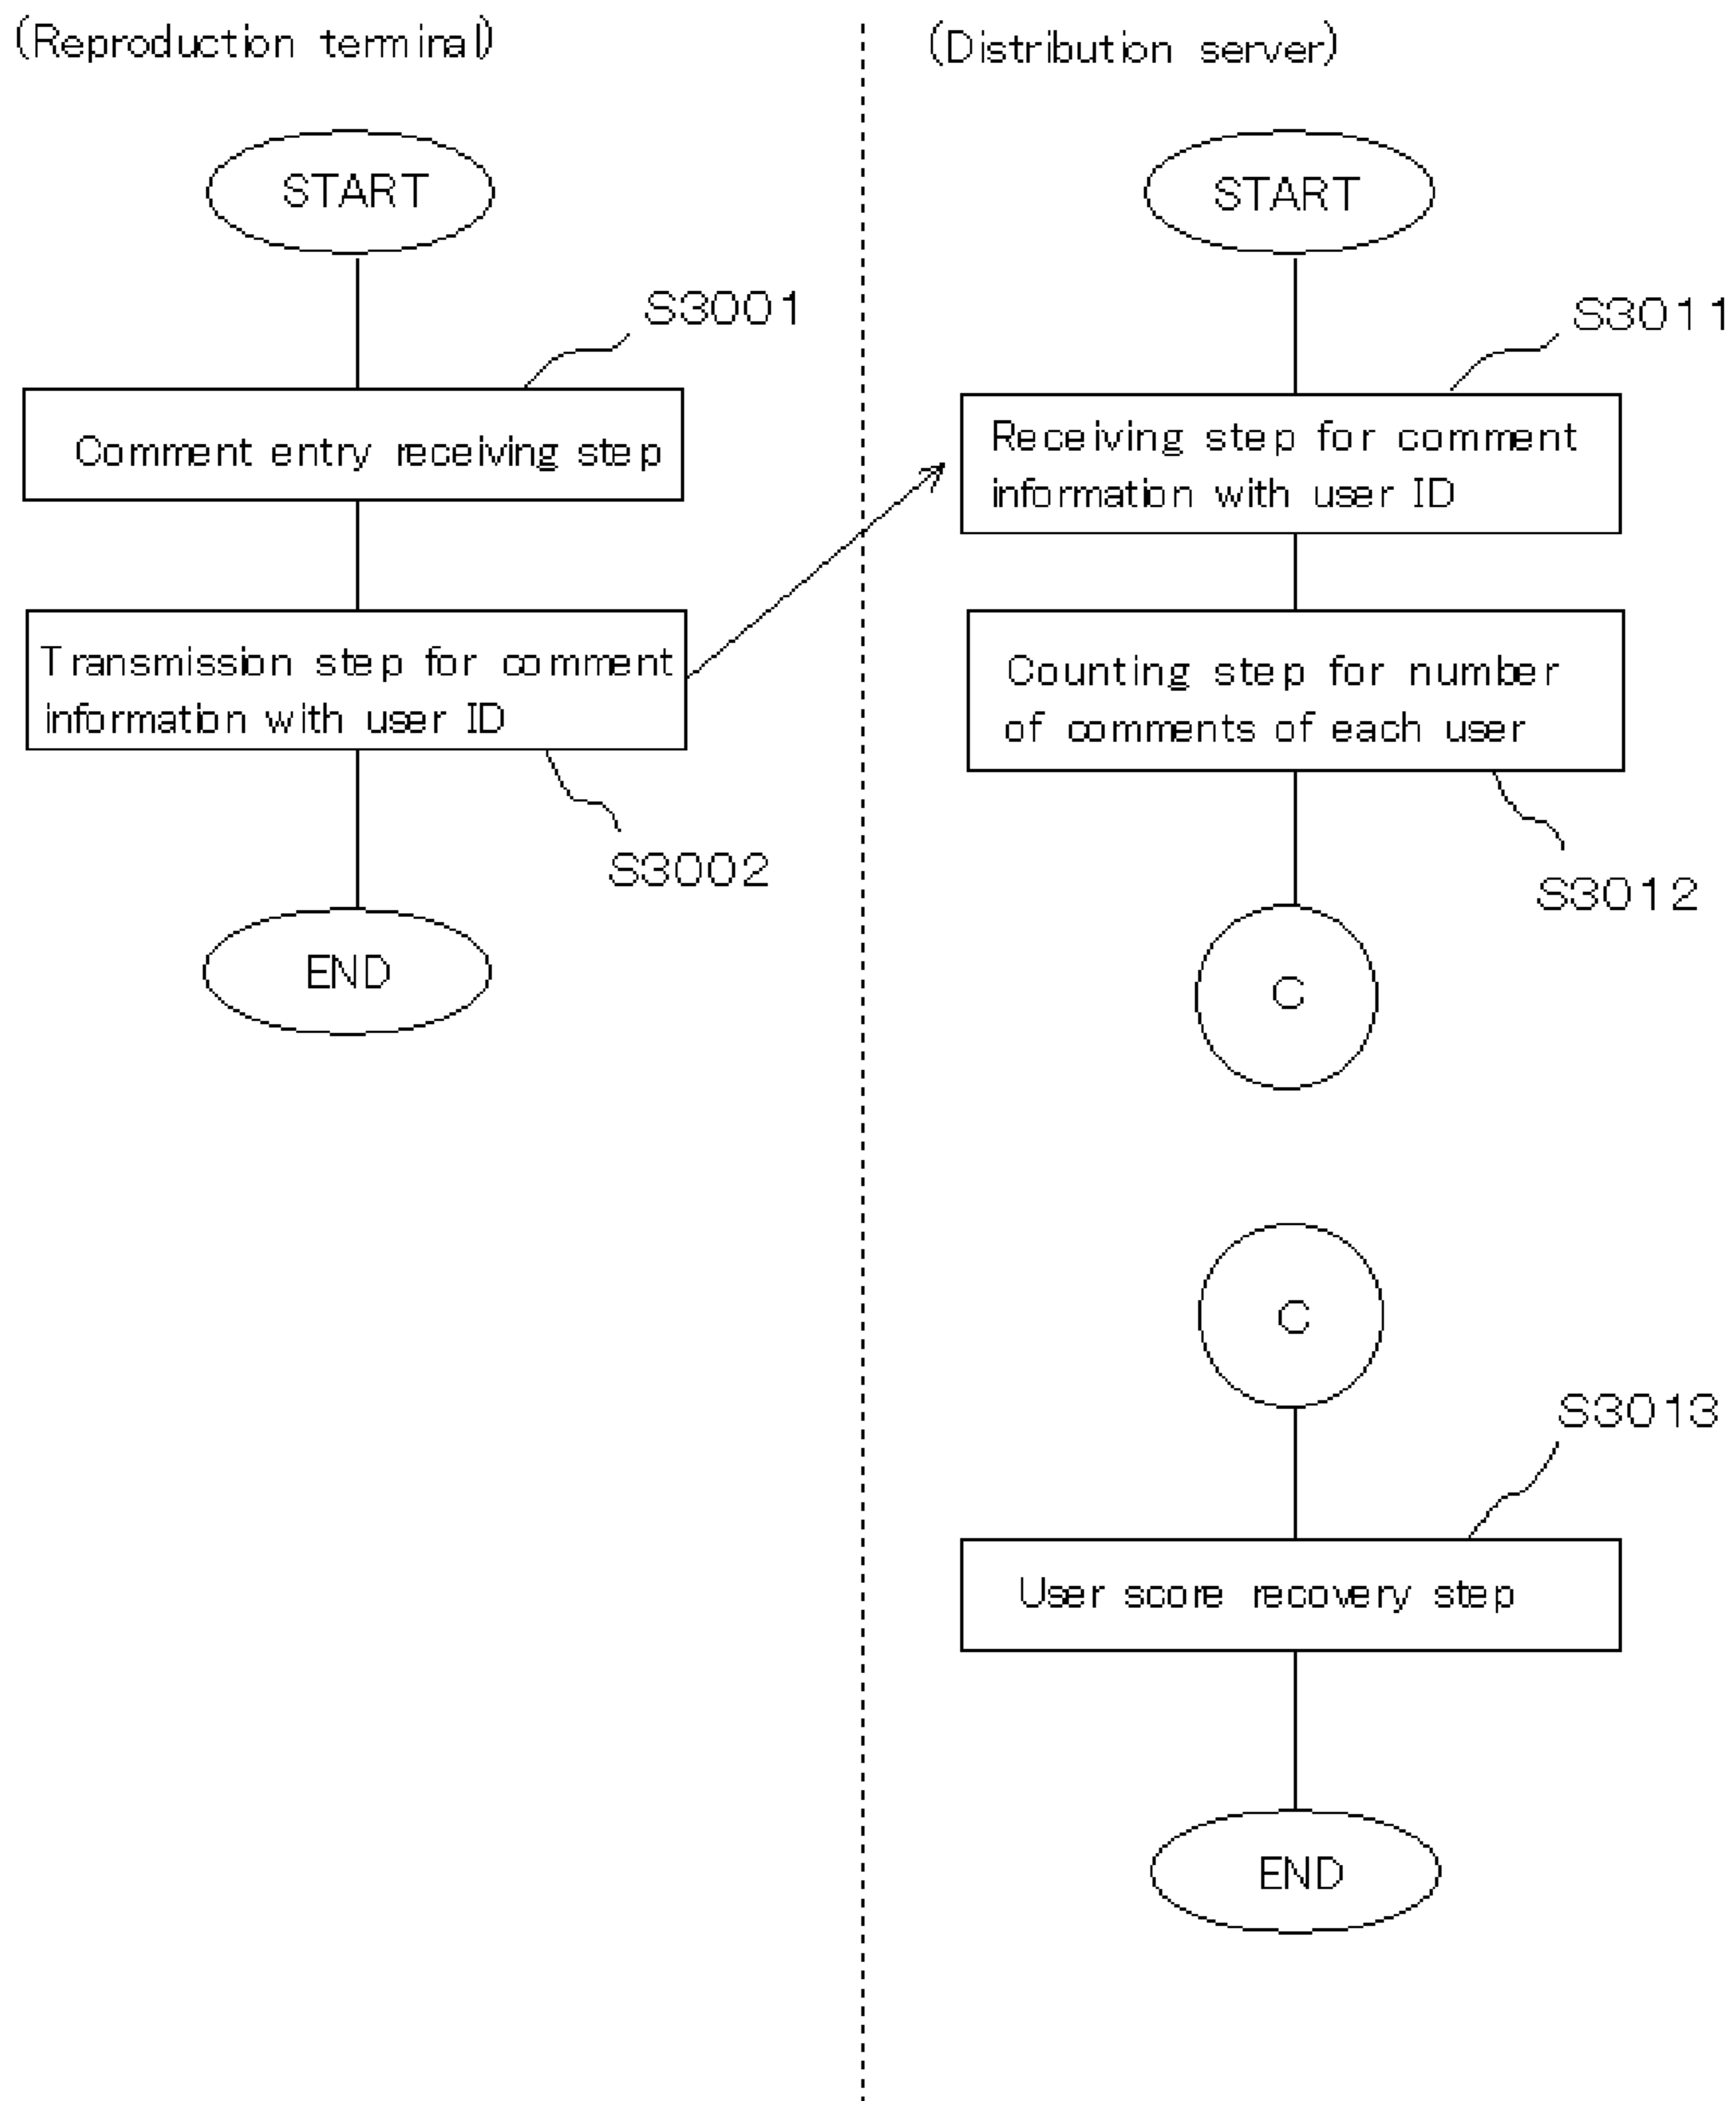 (Reproduction terminal)
START
S3001
Comment entry receiving step
Transmission step for comment
information with user ID
S3002
END
(Distribution server)
START
S3011
Receiving step for comment
information with user ID
Counting step for number
of comments of each user
S3012
C
C
S3013
User score recovery step
END